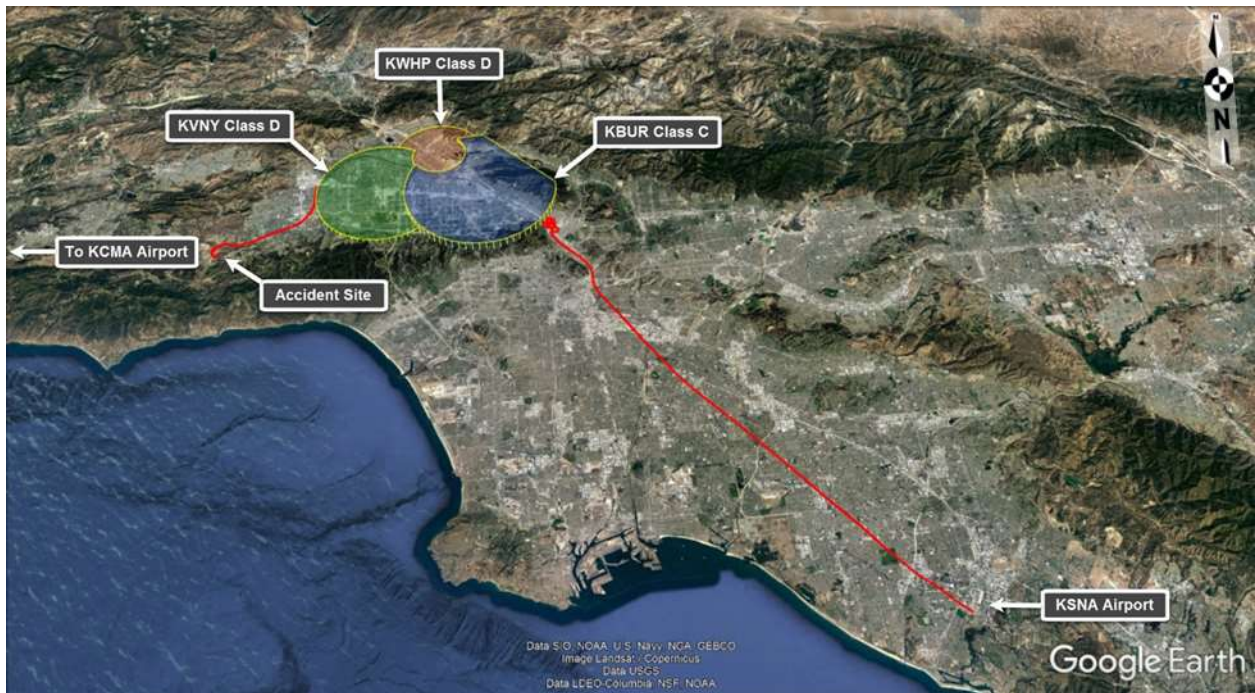 KWHP Class D
N
KVNY Class D
KBUR Class C
N
To KCMA Airport
Accident Site
KSNA Airport
Data SIO, NOAA, U.S. Navy, NGA, GEBCO
Image Landsat / Copernicus
Data USGS
Data LDEO-Columbia, NSF, NOAA
Google Earth